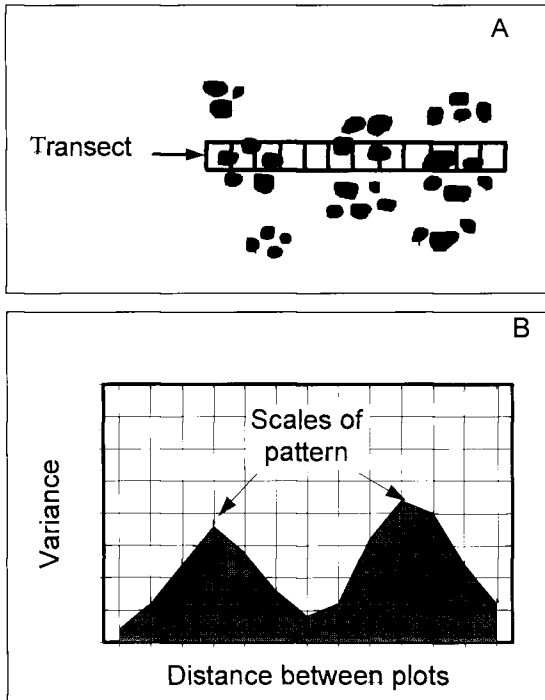 A
Transect
B
Scales of
pattern
Variance
Distance between plots